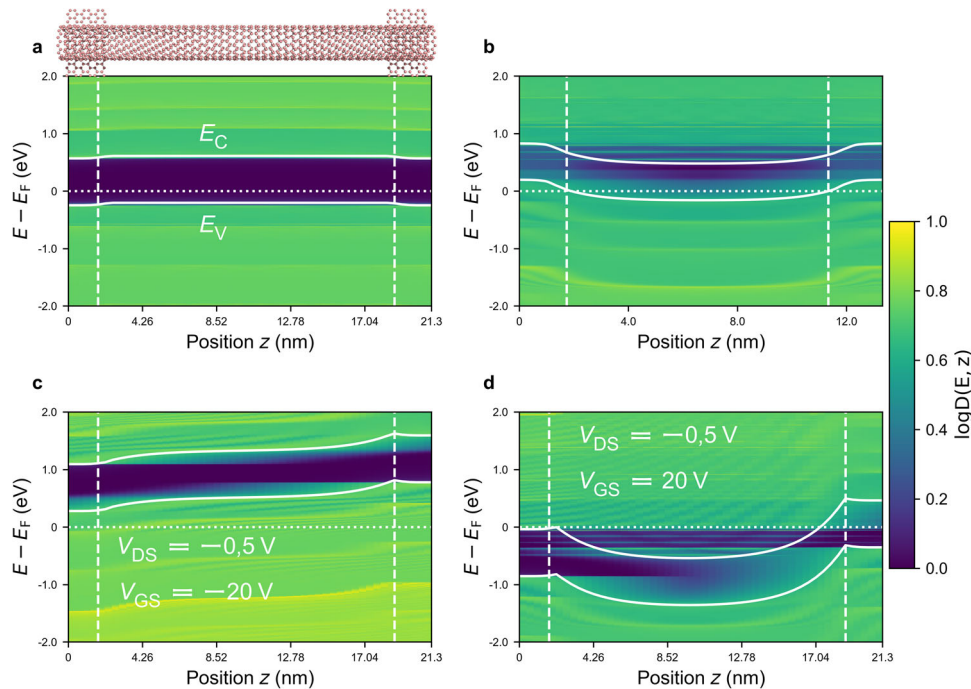 a
2.0
1.0
0
-1.0
-2.0
E − E_F (eV)
E_C
E_V
0
4.26
8.52
12.78
17.04
21.3
Position z (nm)
b
2.0
1.0
0
-1.0
-2.0
E − E_F (eV)
4.0
8.0
12.0
Position z (nm)
c
2.0
1.0
0
-1.0
-2.0
E − E_F (eV)
V_DS = −0,5 V
V_GS = −20 V
0
4.26
8.52
12.78
17.04
21.3
Position z (nm)
d
2.0
1.0
0
-1.0
-2.0
E − E_F (eV)
V_DS = −0,5 V
V_GS = 20 V
0
4.26
8.52
12.78
17.04
21.3
Position z (nm)
1.0
0.8
0.6
0.4
0.2
0.0
logD(E, z)